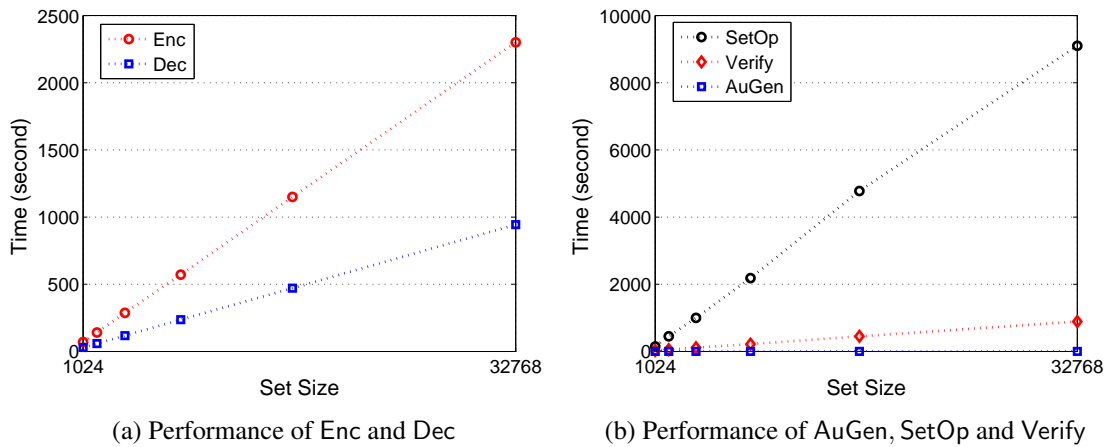 2500
2000
1500
1000
500
0
Time (second)
Enc
Dec
1024
32768
Set Size
(a) Performance of Enc and Dec
10000
8000
6000
4000
2000
0
Time (second)
SetOp
Verify
AuGen
1024
32768
Set Size
(b) Performance of AuGen, SetOp and Verify